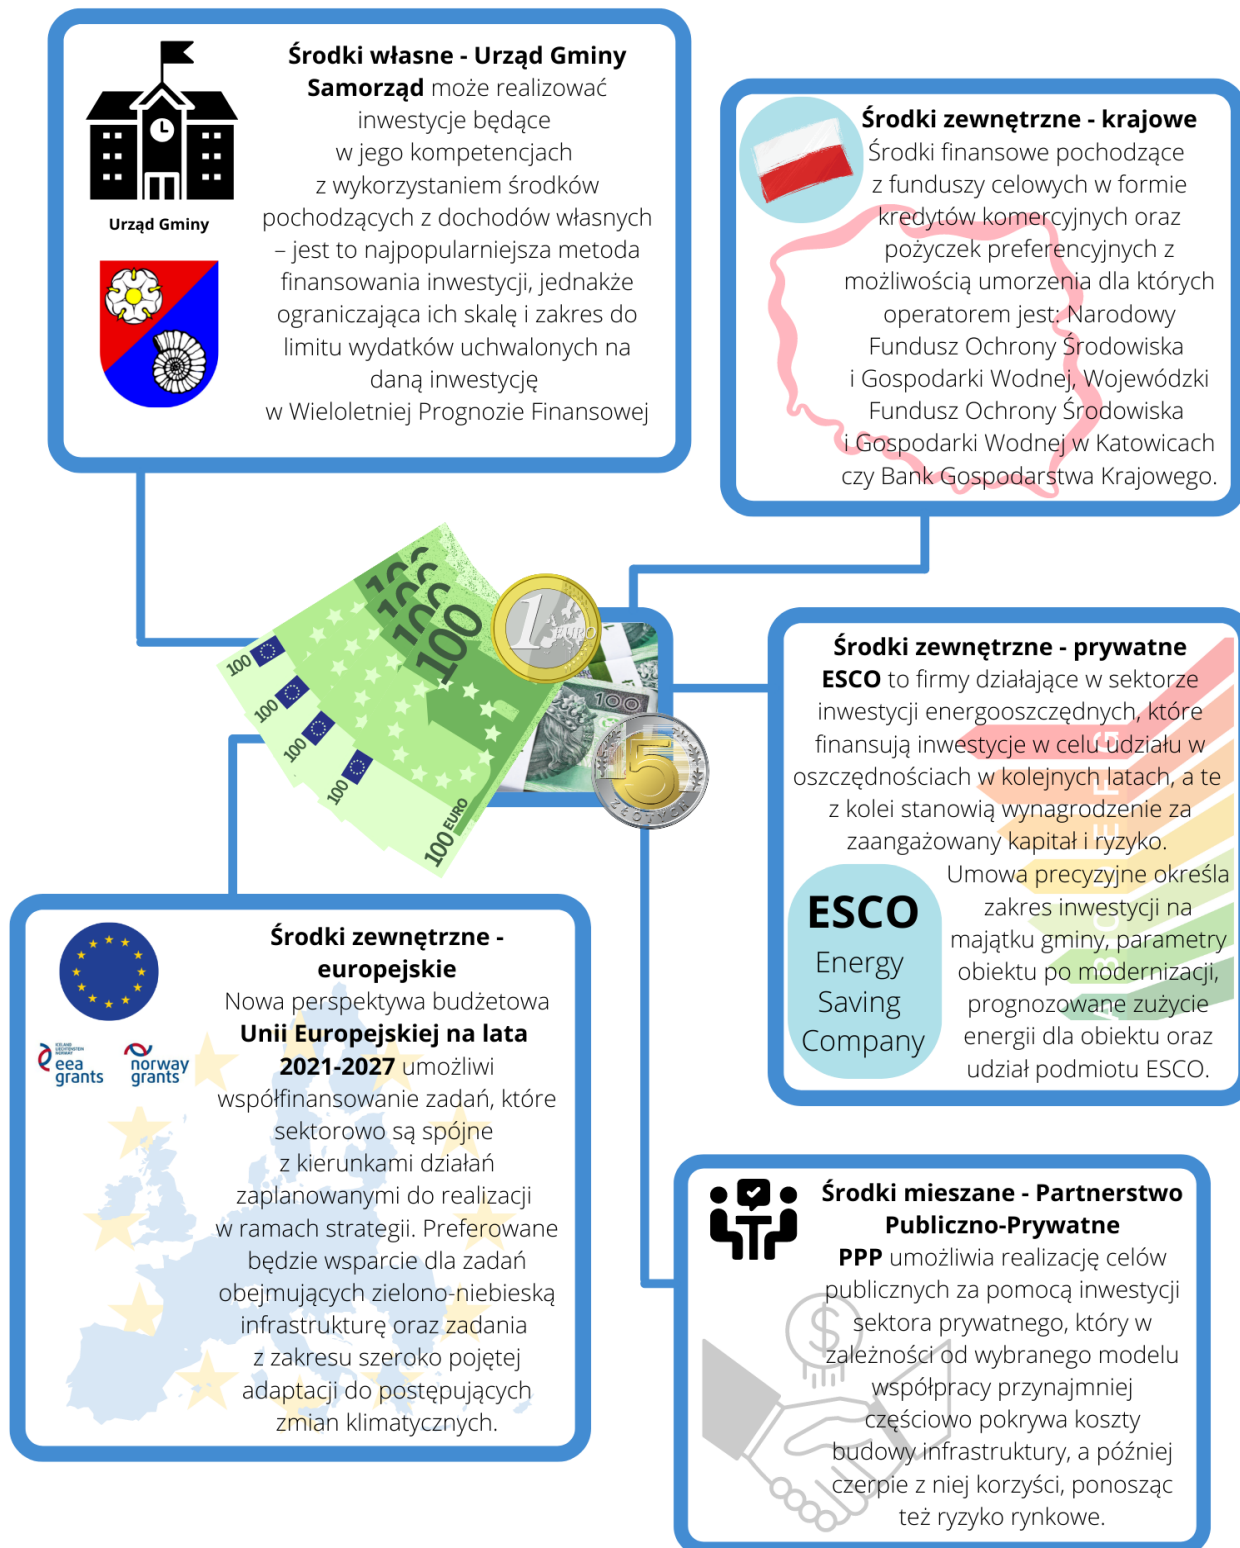 Środki własne - Urząd Gminy
Samorząd może realizować
inwestycje będące
w jego kompetencjach
z wykorzystaniem środków
pochodzących z dochodów własnych
– jest to najpopularniejsza metoda
finansowania inwestycji, jednakże
ograniczająca ich skalę i zakres do
limitu wydatków uchwalonych na
daną inwestycję
w Wieloletniej Prognozie Finansowej
Urząd Gminy
Środki zewnętrzne - krajowe
Środki finansowe pochodzące
z funduszy celowych w formie
kredytów komercyjnych oraz
pożyczek preferencyjnych z
możliwością umorzenia dla których
operatorem jest: Narodowy
Fundusz Ochrony Środowiska
i Gospodarki Wodnej, Wojewódzki
Fundusz Ochrony Środowiska
i Gospodarki Wodnej w Katowicach
czy Bank Gospodarstwa Krajowego.
100
100
100
100
100
100
100
100
100 EURO
1 EURO
100
5
ZŁOTYCH
Środki zewnętrzne - prywatne
ESCO to firmy działające w sektorze
inwestycji energooszczędnych, które
finansują inwestycje w celu udziału w
oszczędnościach w kolejnych latach, a te
z kolei stanowią wynagrodzenie za
zaangażowany kapitał i ryzyko.
Umowa precyzyjne określa
zakres inwestycji na
majątku gminy, parametry
obiektu po modernizacji,
prognozowane zużycie
energii dla obiektu oraz
udział podmiotu ESCO.
ESCO
Energy
Saving
Company
A B C D E F G
Środki zewnętrzne -
europejskie
Nowa perspektywa budżetowa
Unii Europejskiej na lata
2021-2027 umożliwi
współfinansowanie zadań, które
sektorowo są spójne
z kierunkami działań
zaplanowanymi do realizacji
w ramach strategii. Preferowane
będzie wsparcie dla zadań
obejmujących zielono-niebieską
infrastrukturę oraz zadania
z zakresu szeroko pojętej
adaptacji do postępujących
zmian klimatycznych.
ICELAND
LIECHTENSTEIN
NORWAY
eea
grants
norway
grants
Środki mieszane - Partnerstwo
Publiczno-Prywatne
PPP umożliwia realizację celów
publicznych za pomocą inwestycji
sektora prywatnego, który w
zależności od wybranego modelu
współpracy przynajmniej
częściowo pokrywa koszty
budowy infrastruktury, a później
czerpie z niej korzyści, ponosząc
też ryzyko rynkowe.
$